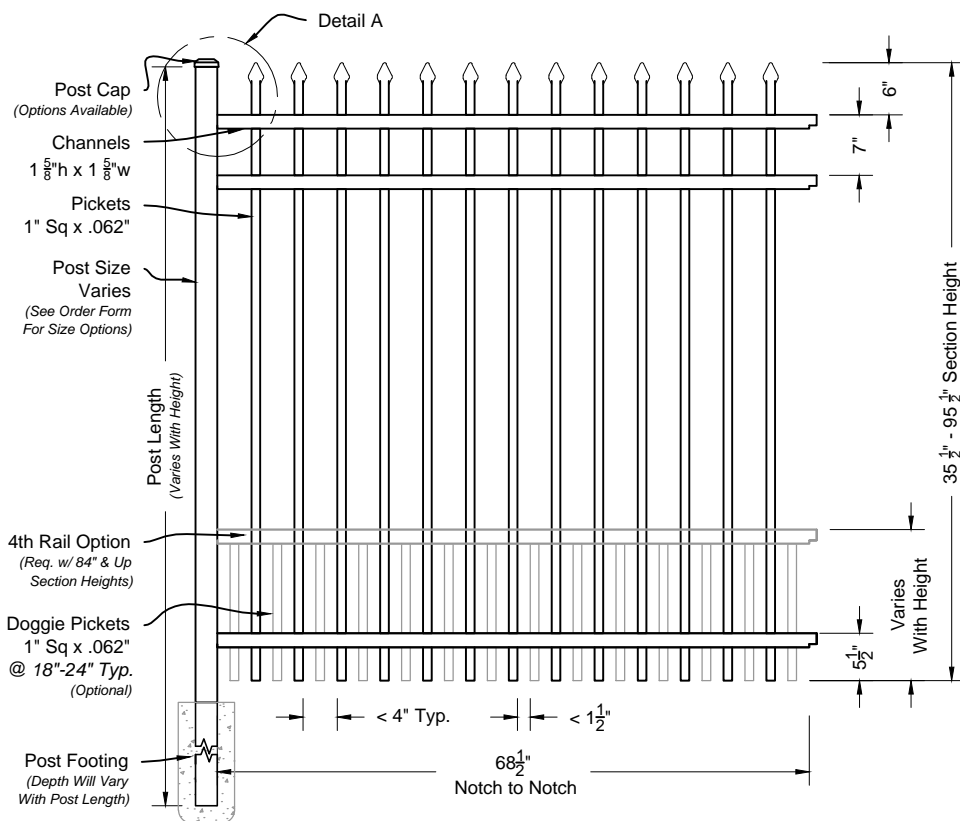 Detail A
Post Cap
(Options Available)
Channels
1 5/8"h x 1 5/8"w
Pickets
1" Sq x .062"
Post Size
Varies
(See Order Form
For Size Options)
Post Length
(Varies With Height)
4th Rail Option
(Req. w/ 84" & Up
Section Heights)
Doggie Pickets
1" Sq x .062"
@ 18"-24" Typ.
(Optional)
Post Footing
(Depth Will Vary
With Post Length)
6"
7"
35 1/2" - 95 1/2" Section Height
Varies
With Height
5 1/2"
< 4" Typ.
< 1 1/2"
68 1/2"
Notch to Notch